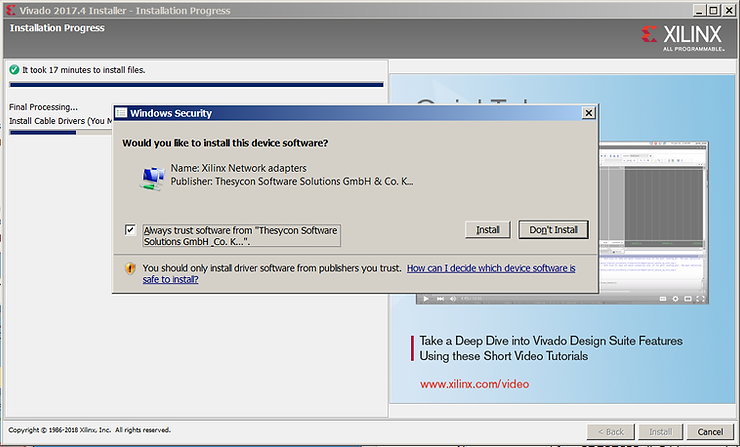 Vivado 2017.4 Installer - Installation Progress
Installation Progress
XILINX
ALL PROGRAMMABLE
It took 17 minutes to install files.
Final Processing...
Install Cable Drivers (You M
Windows Security
Would you like to install this device software?
Name: Xilinx Network adapters
Publisher: Thesycon Software Solutions GmbH & Co. K...
Always trust software from "Thesycon Software
Solutions GmbH _Co. K...".
Install
Don't Install
You should only install driver software from publishers you trust. How can I decide which device software is
safe to install?
Take a Deep Dive into Vivado Design Suite Features
Using these Short Video Tutorials
www.xilinx.com/video
Copyright © 1986-2018 Xilinx, Inc. All rights reserved.
< Back
Install
Cancel